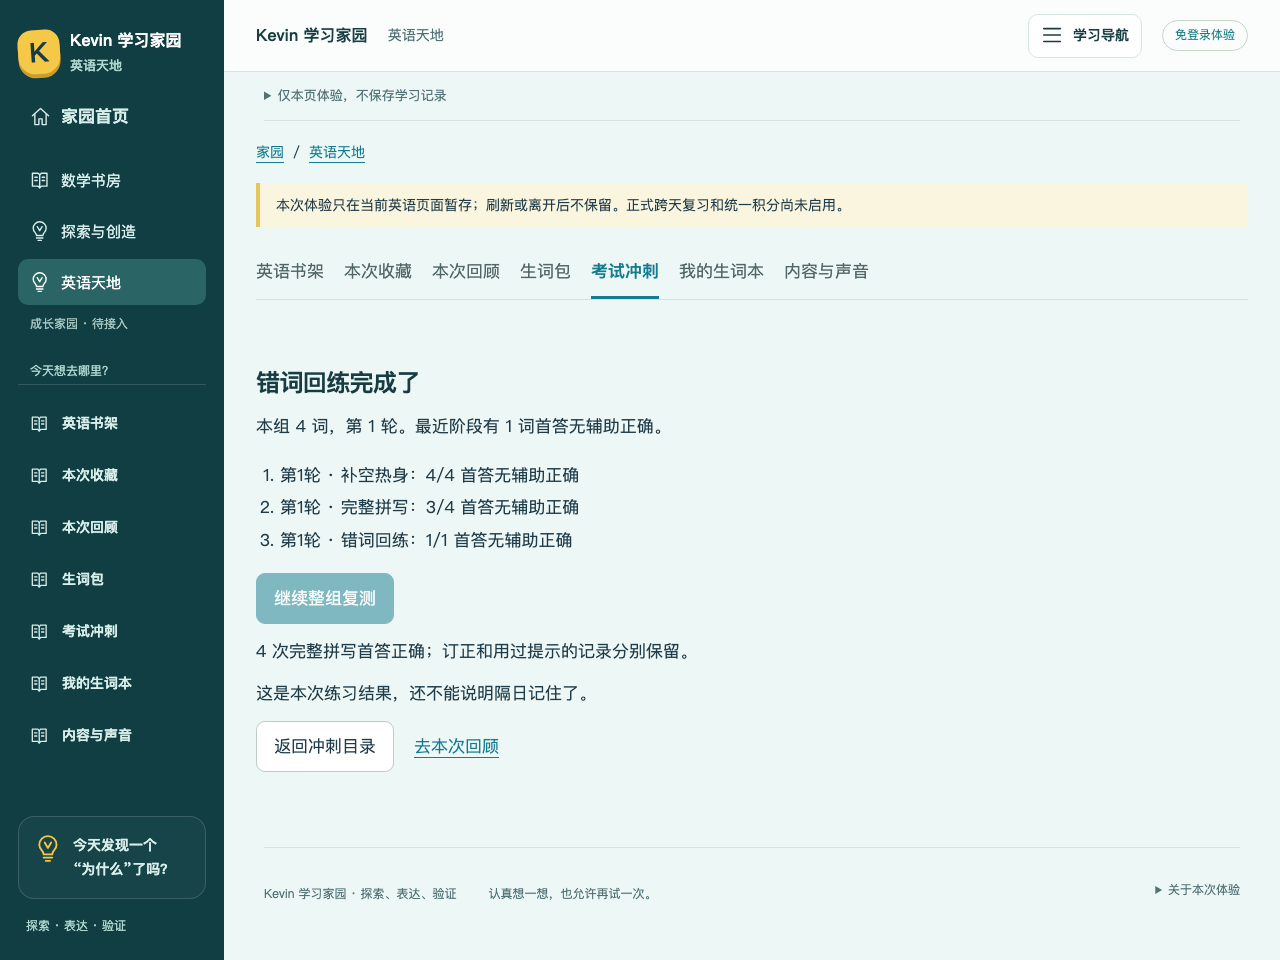 K
Kevin 学习家园
英语天地
家园首页
数学书房
探索与创造
英语天地
成长家园 · 待接入
今天想去哪里?
英语书架
本次收藏
本次回顾
生词包
考试冲刺
我的生词本
内容与声音
今天发现一个
“为什么”了吗?
探索 · 表达 · 验证
Kevin 学习家园 英语天地
学习导航
免登录体验
▶ 仅本页体验，不保存学习记录
家园 / 英语天地
本次体验只在当前英语页面暂存；刷新或离开后不保留。正式跨天复习和统一积分尚未启用。
英语书架 本次收藏 本次回顾 生词包 考试冲刺 我的生词本 内容与声音
错词回练完成了
本组 4 词，第 1 轮。最近阶段有 1 词首答无辅助正确。
1. 第1轮 · 补空热身：4/4 首答无辅助正确
2. 第1轮 · 完整拼写：3/4 首答无辅助正确
3. 第1轮 · 错词回练：1/1 首答无辅助正确
继续整组复测
4 次完整拼写首答正确；订正和用过提示的记录分别保留。
这是本次练习结果，还不能说明隔日记住了。
返回冲刺目录 去本次回顾
Kevin 学习家园 · 探索、表达、验证 认真想一想，也允许再试一次。
▶ 关于本次体验